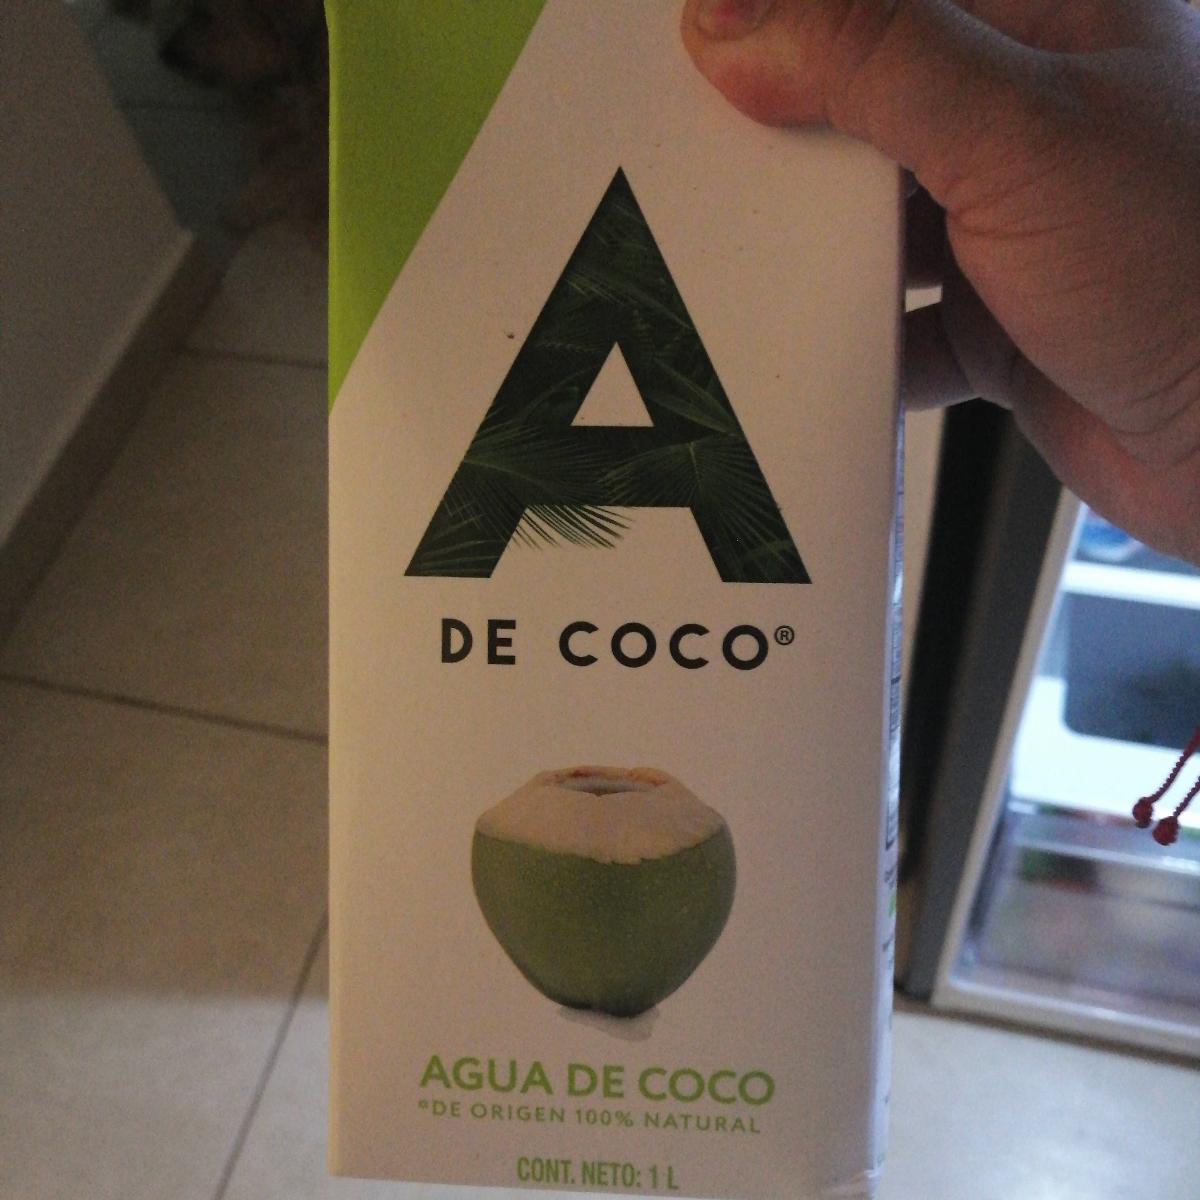 A
DE COCO®
AGUA DE COCO
*DE ORIGEN 100% NATURAL
CONT. NETO: 1 L